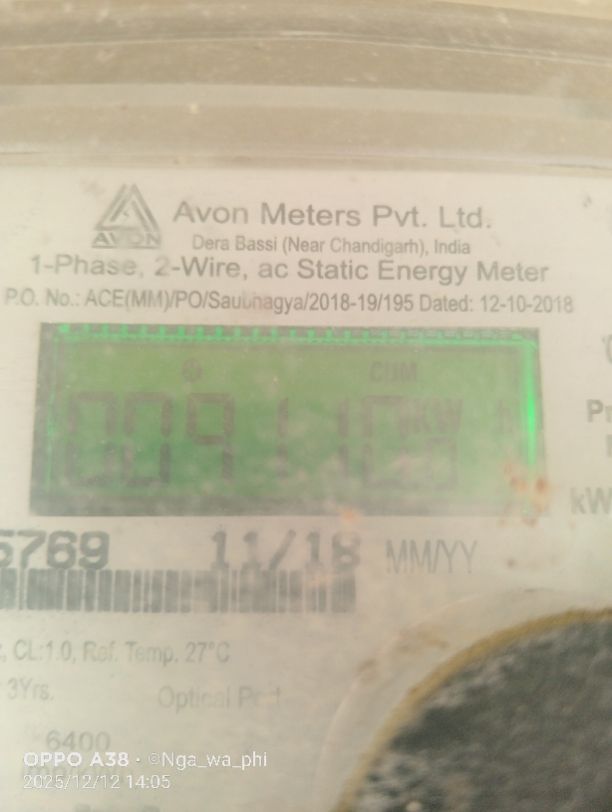 Avon Meters Pvt. Ltd.
AVON
Dera Bassi (Near Chandigarh), India
1-Phase, 2-Wire, ac Static Energy Meter
P.O. No.: ACE(MM)/PO/Saubhagya/2018-19/195 Dated: 12-10-2018
CUM
kW
5769 11/18 MM/YY
kW
, CL:1.0, Ref. Temp. 27°C
3Yrs.
Optical Port
6400
OPPO A38 · ©Nga_wa_phi
2025/12/12 14:05